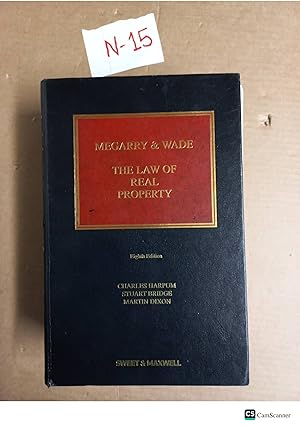 N-15
MEGARRY & WADE
THE LAW OF
REAL
PROPERTY
Eighth Edition
CHARLES HARPUM
STUART BRIDGE
MARTIN DIXON
SWEET & MAXWELL
CS CamScanner